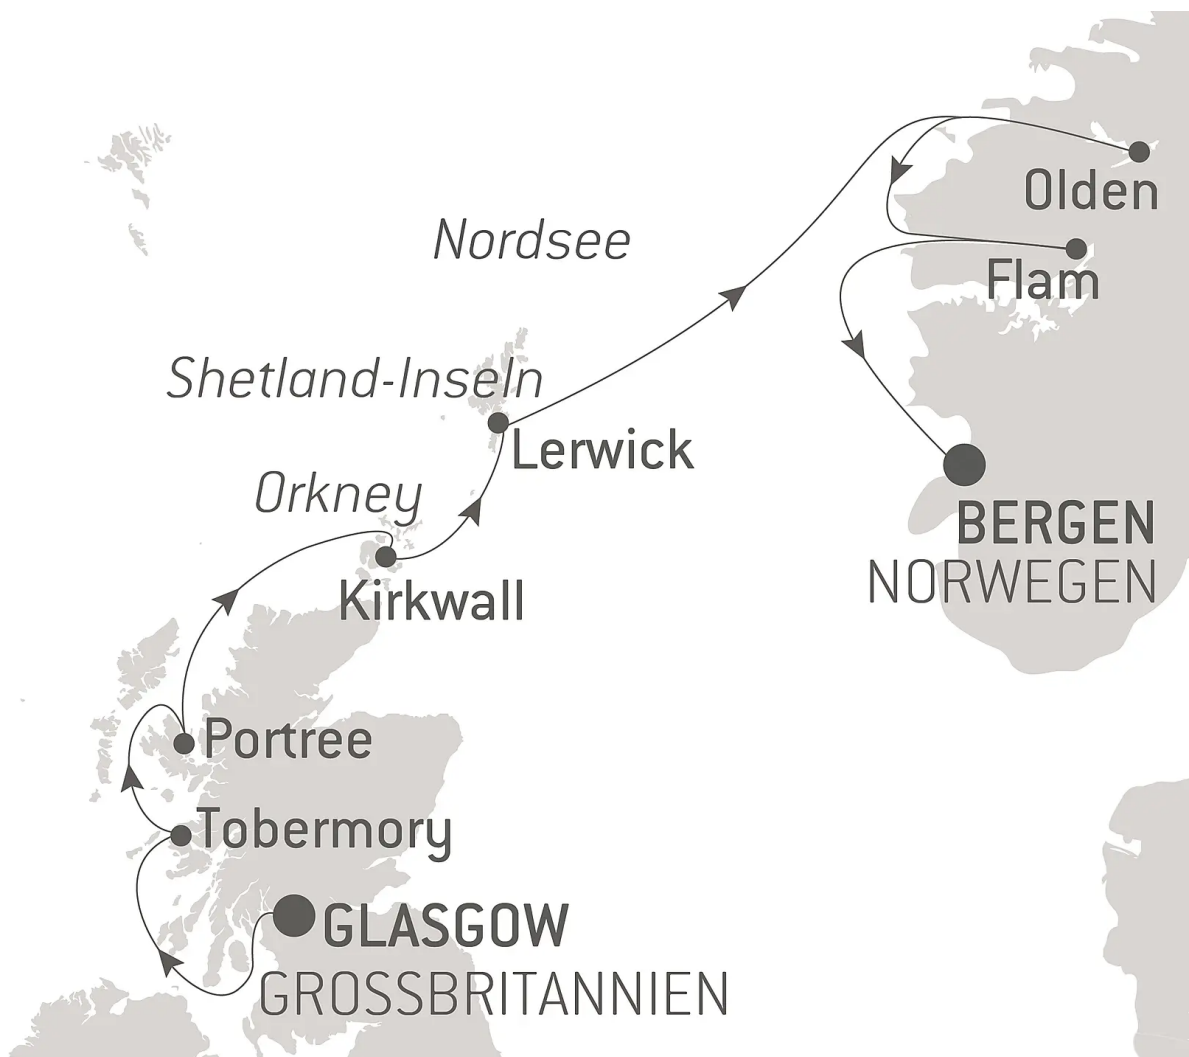 Olden
Nordsee
Flam
Shetland-Inseln
Lerwick
Orkney
BERGEN
NORWEGEN
Kirkwall
Portree
Tobermory
GLASGOW
GROSSBRITANNIEN